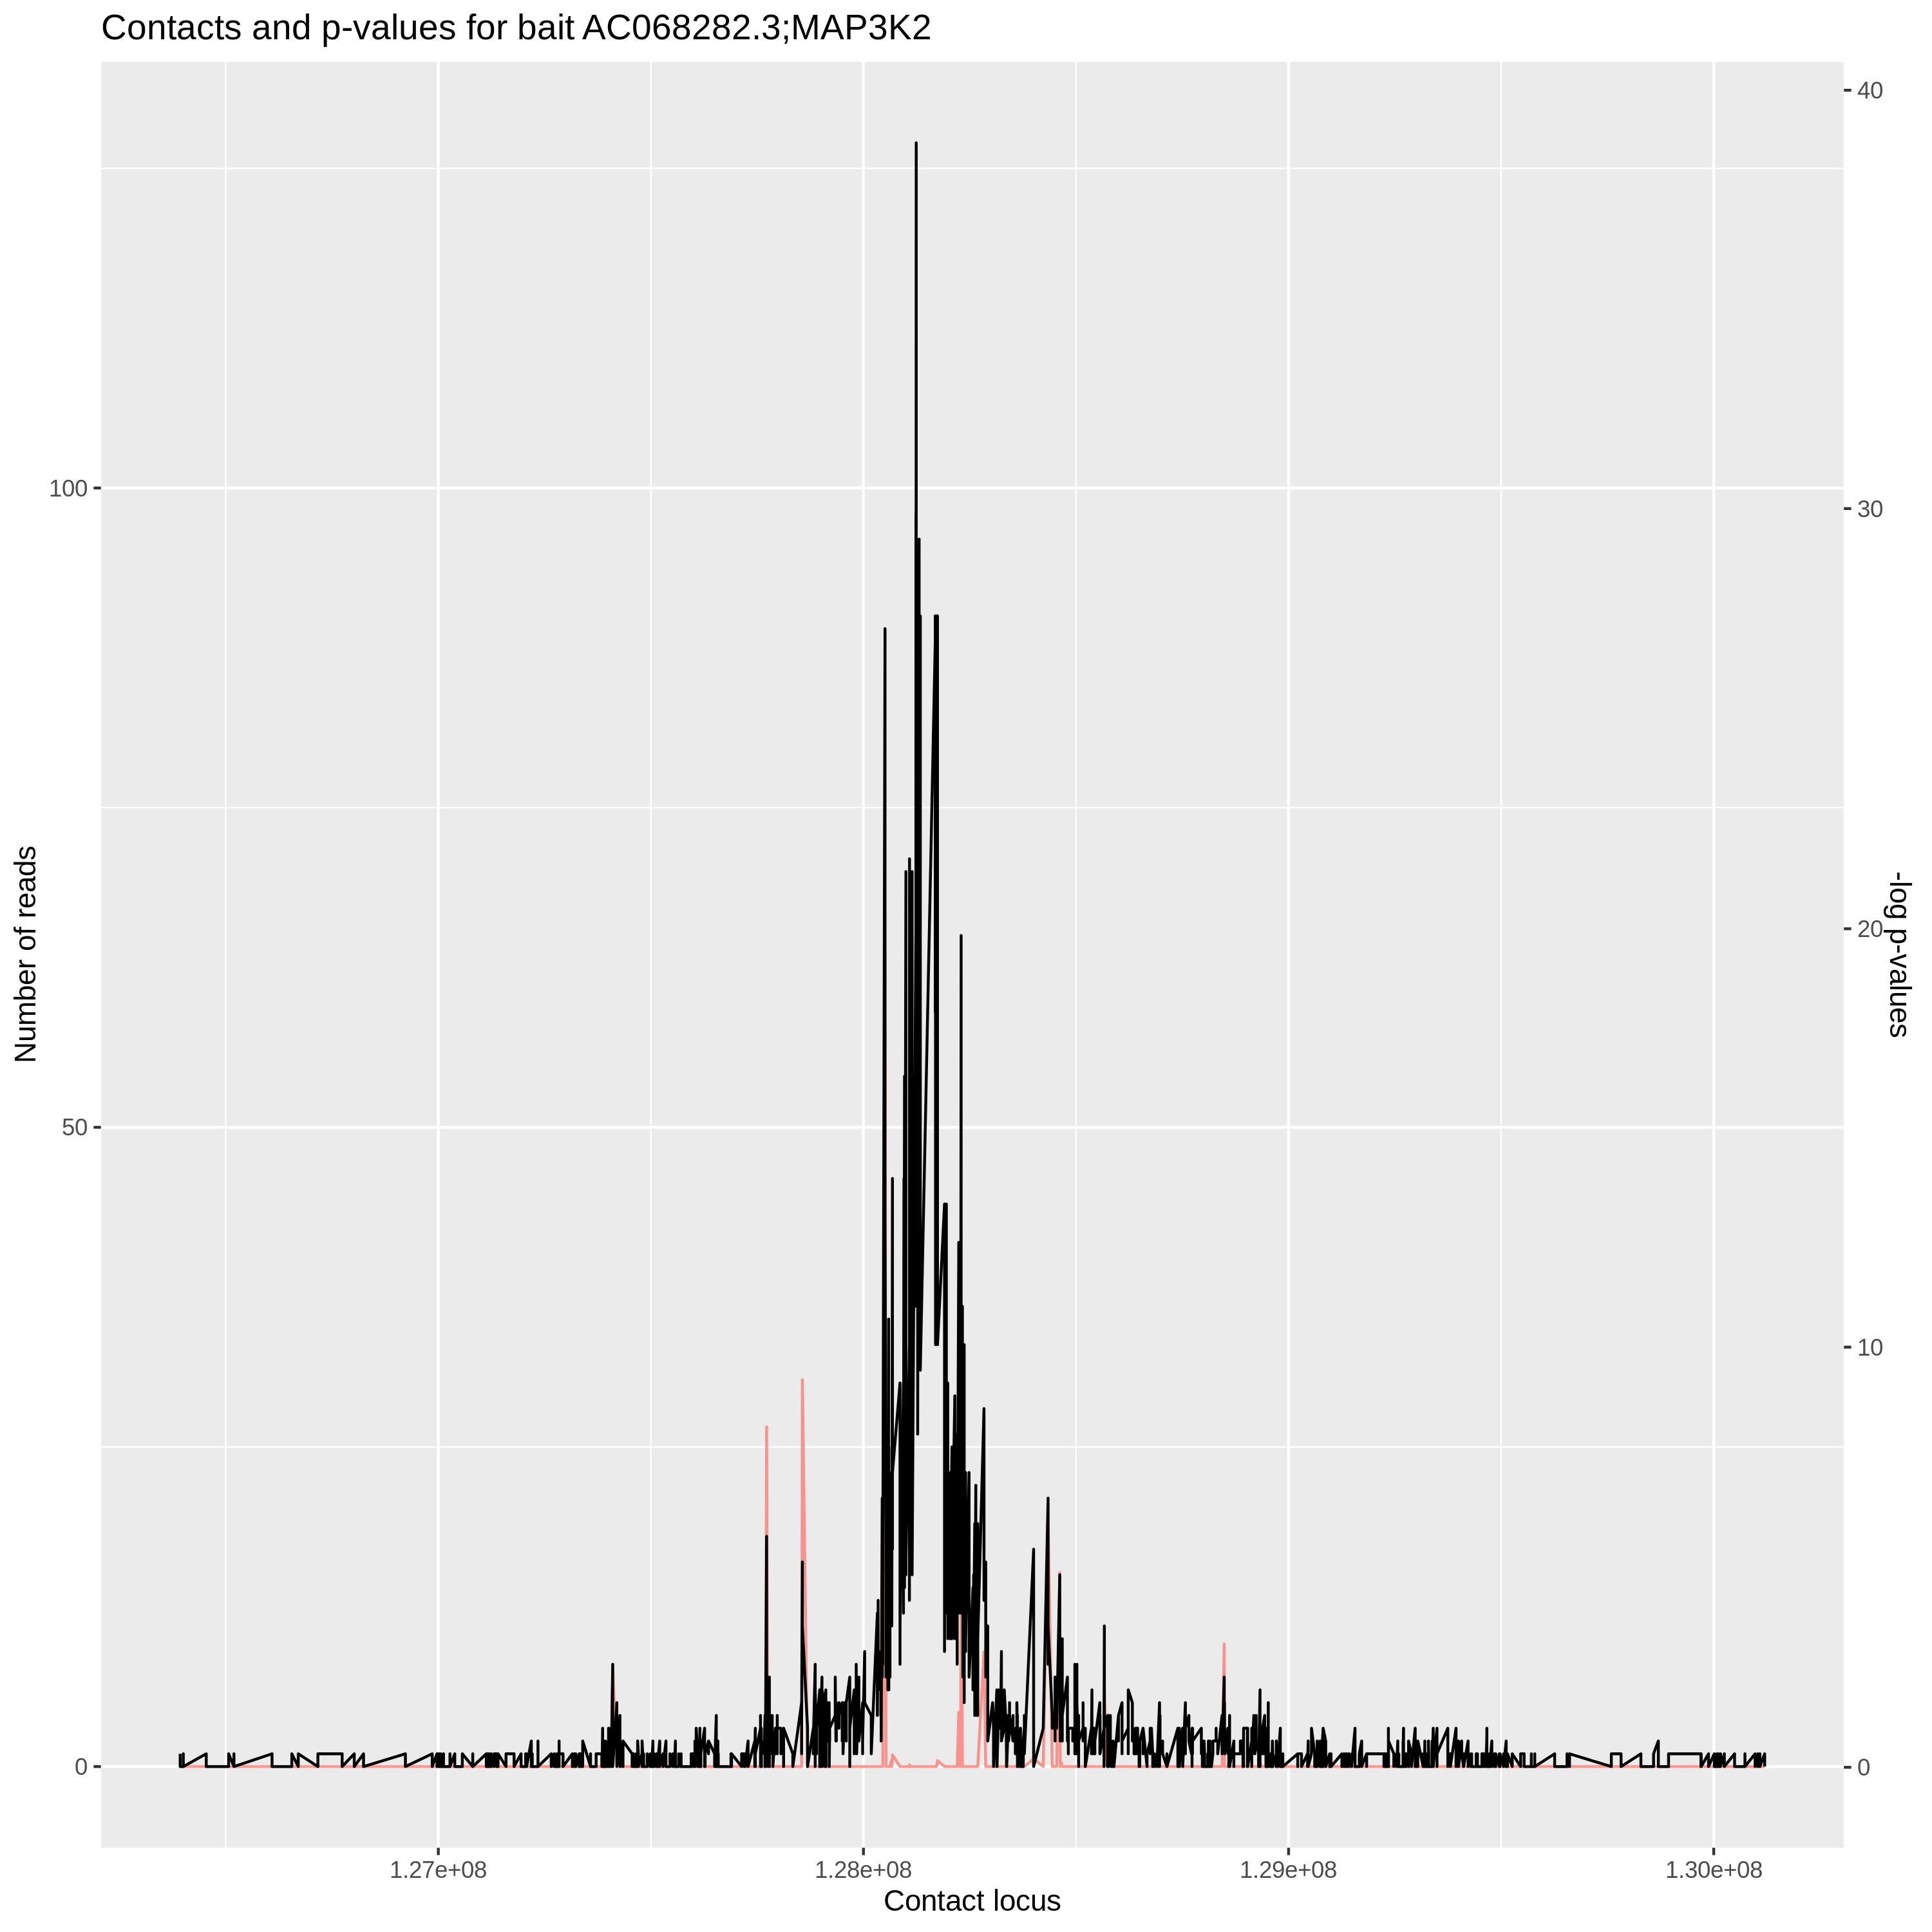 Contacts and p-values for bait AC068282.3;MAP3K2
Number of reads
100
50
0
40
30
20
10
0
-log p-values
1.27e+08
1.28e+08
1.29e+08
1.30e+08
Contact locus